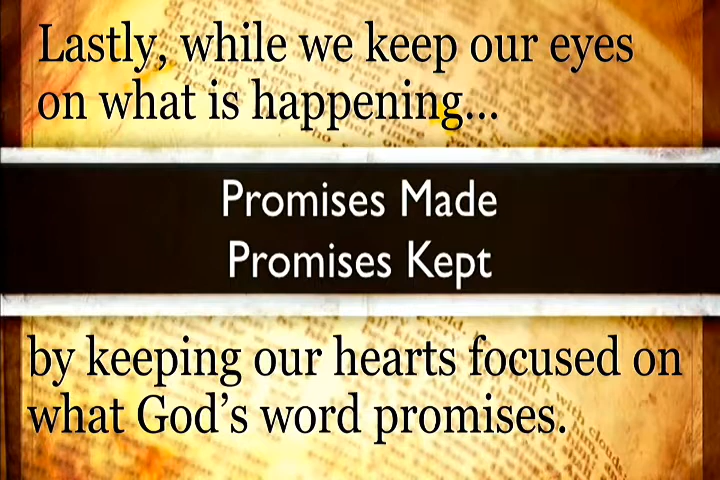 Lastly, while we keep our eyes
on what is happening...
Promises Made
Promises Kept
by keeping our hearts focused on
what God's word promises.